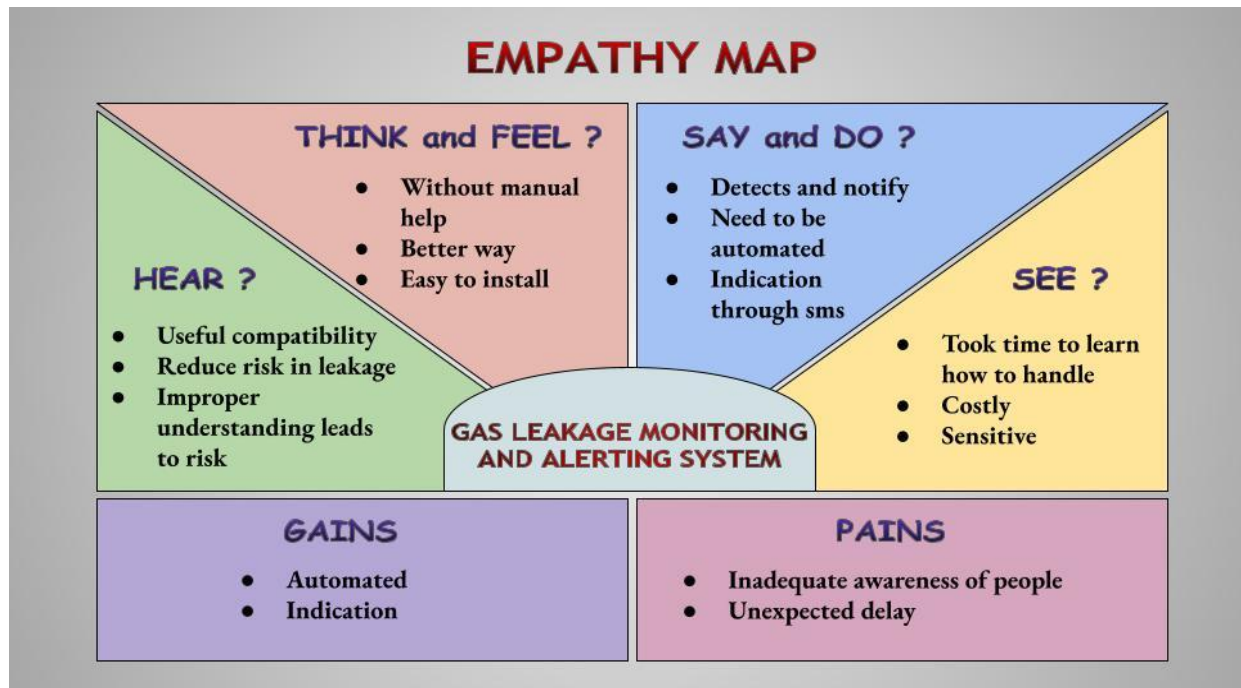 EMPATHY MAP
THINK and FEEL ?
● Without manual
help
● Better way
● Easy to install
SAY and DO ?
● Detects and notify
● Need to be
automated
● Indication
through sms
HEAR ?
● Useful compatibility
● Reduce risk in leakage
● Improper
understanding leads
to risk
SEE ?
● Took time to learn
how to handle
● Costly
● Sensitive
GAS LEAKAGE MONITORING
AND ALERTING SYSTEM
GAINS
● Automated
● Indication
PAINS
● Inadequate awareness of people
● Unexpected delay